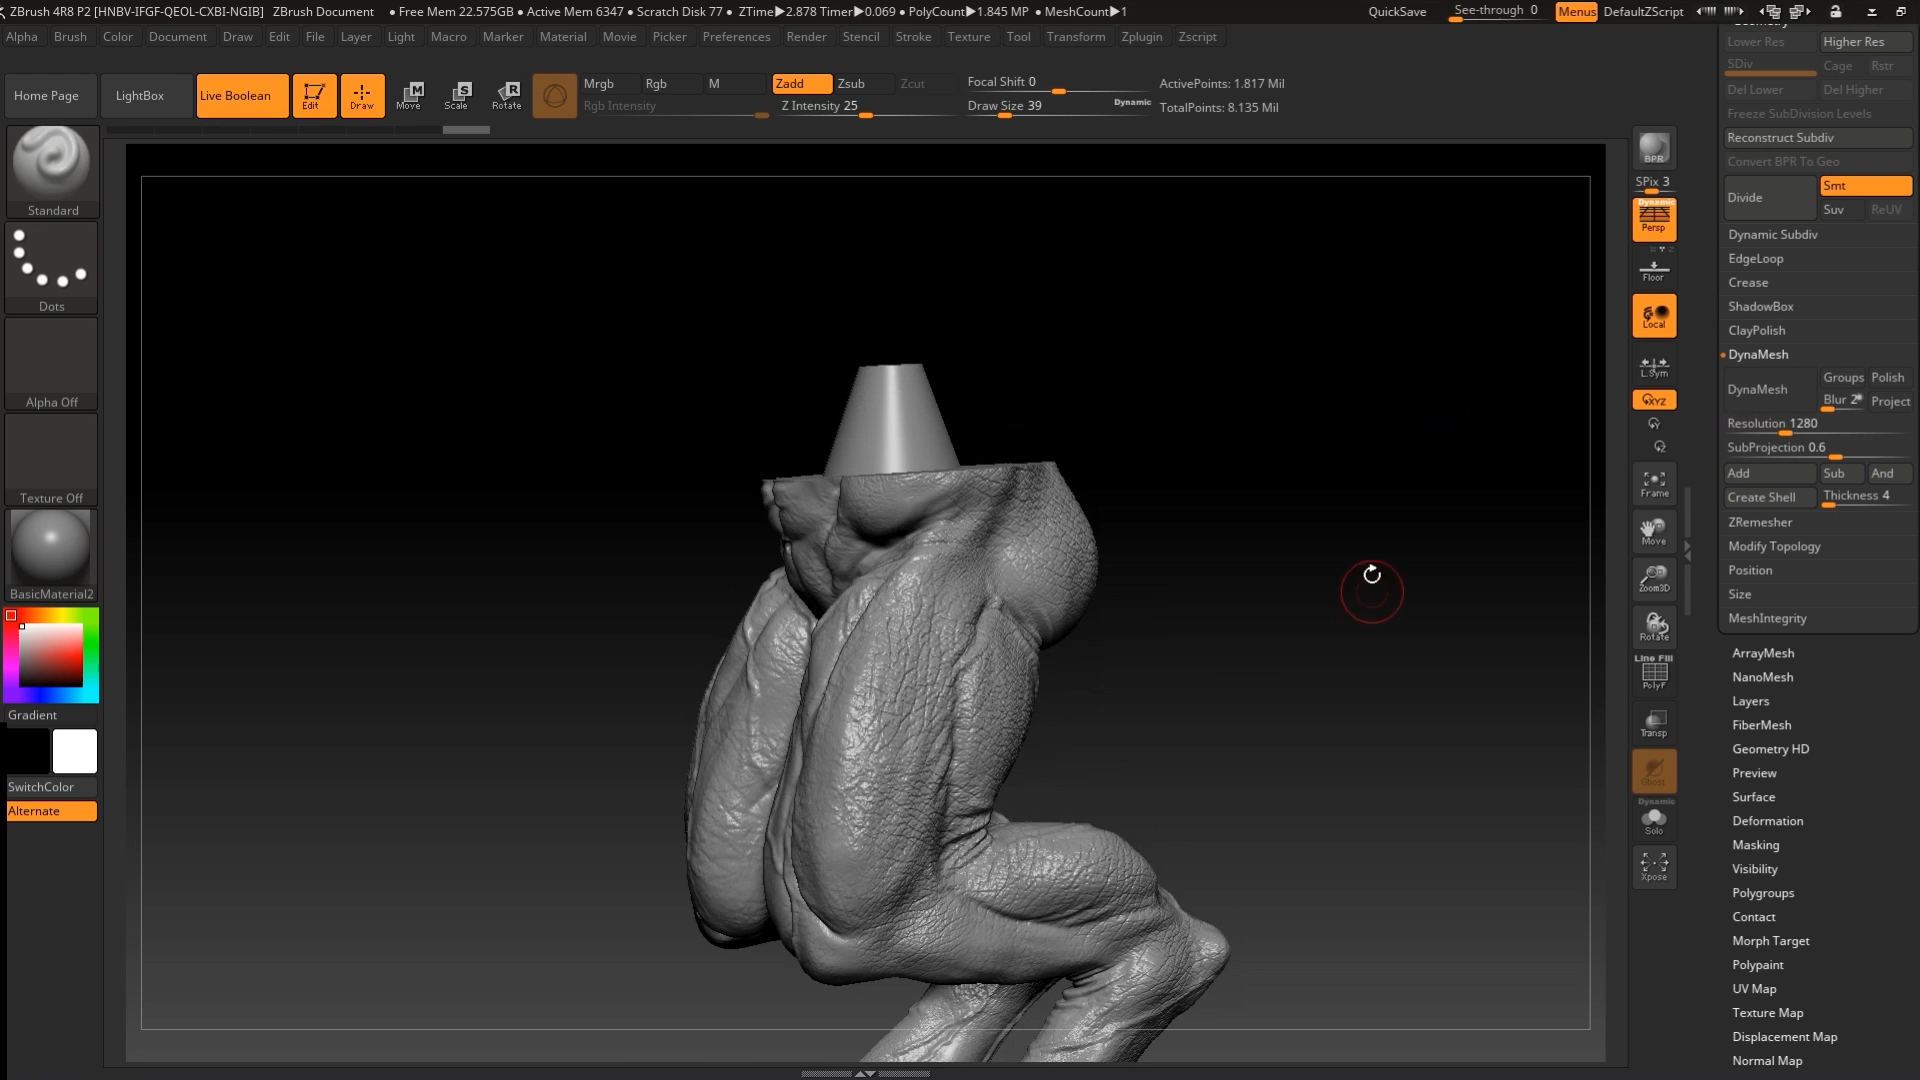 ZBrush 4R8 P2 [HNBV-IFGF-QEOL-CXBI-NGIB] ZBrush Document • Free Mem 22.575GB • Active Mem 6347 • Scratch Disk 77 • ZTime▶2.878 Timer▶0.069 • PolyCount▶1.845 MP • MeshCount▶1 QuickSave See-through 0 Menus DefaultZScript
Alpha Brush Color Document Draw Edit File Layer Light Macro Marker Material Movie Picker Preferences Render Stencil Stroke Texture Tool Transform Zplugin Zscript
Home Page LightBox Live Boolean Edit Draw Move Scale Rotate
Mrgb Rgb M Zadd Zsub Zcut Focal Shift 0 ActivePoints: 1.817 Mil
Rgb Intensity Z Intensity 25 Draw Size 39 Dynamic TotalPoints: 8.135 Mil
Standard
Dots
Alpha Off
Texture Off
BasicMaterial2
Gradient
SwitchColor
Alternate
BPR
SPix 3
Dynamic
Persp
Floor
Local
L.Sym
XYZ
Frame
Move
Zoom3D
Rotate
Line Fill
PolyF
Transp
Ghost
Dynamic
Solo
Xpose
Geometry
Lower Res Higher Res
SDiv Cage Rstr
Del Lower Del Higher
Freeze SubDivision Levels
Reconstruct Subdiv
Convert BPR To Geo
Divide Smt
Suv ReUV
Dynamic Subdiv
EdgeLoop
Crease
ShadowBox
ClayPolish
DynaMesh
DynaMesh Groups Polish
Blur 2 Project
Resolution 1280
SubProjection 0.6
Add Sub And
Create Shell Thickness 4
ZRemesher
Modify Topology
Position
Size
MeshIntegrity
ArrayMesh
NanoMesh
Layers
FiberMesh
Geometry HD
Preview
Surface
Deformation
Masking
Visibility
Polygroups
Contact
Morph Target
Polypaint
UV Map
Texture Map
Displacement Map
Normal Map